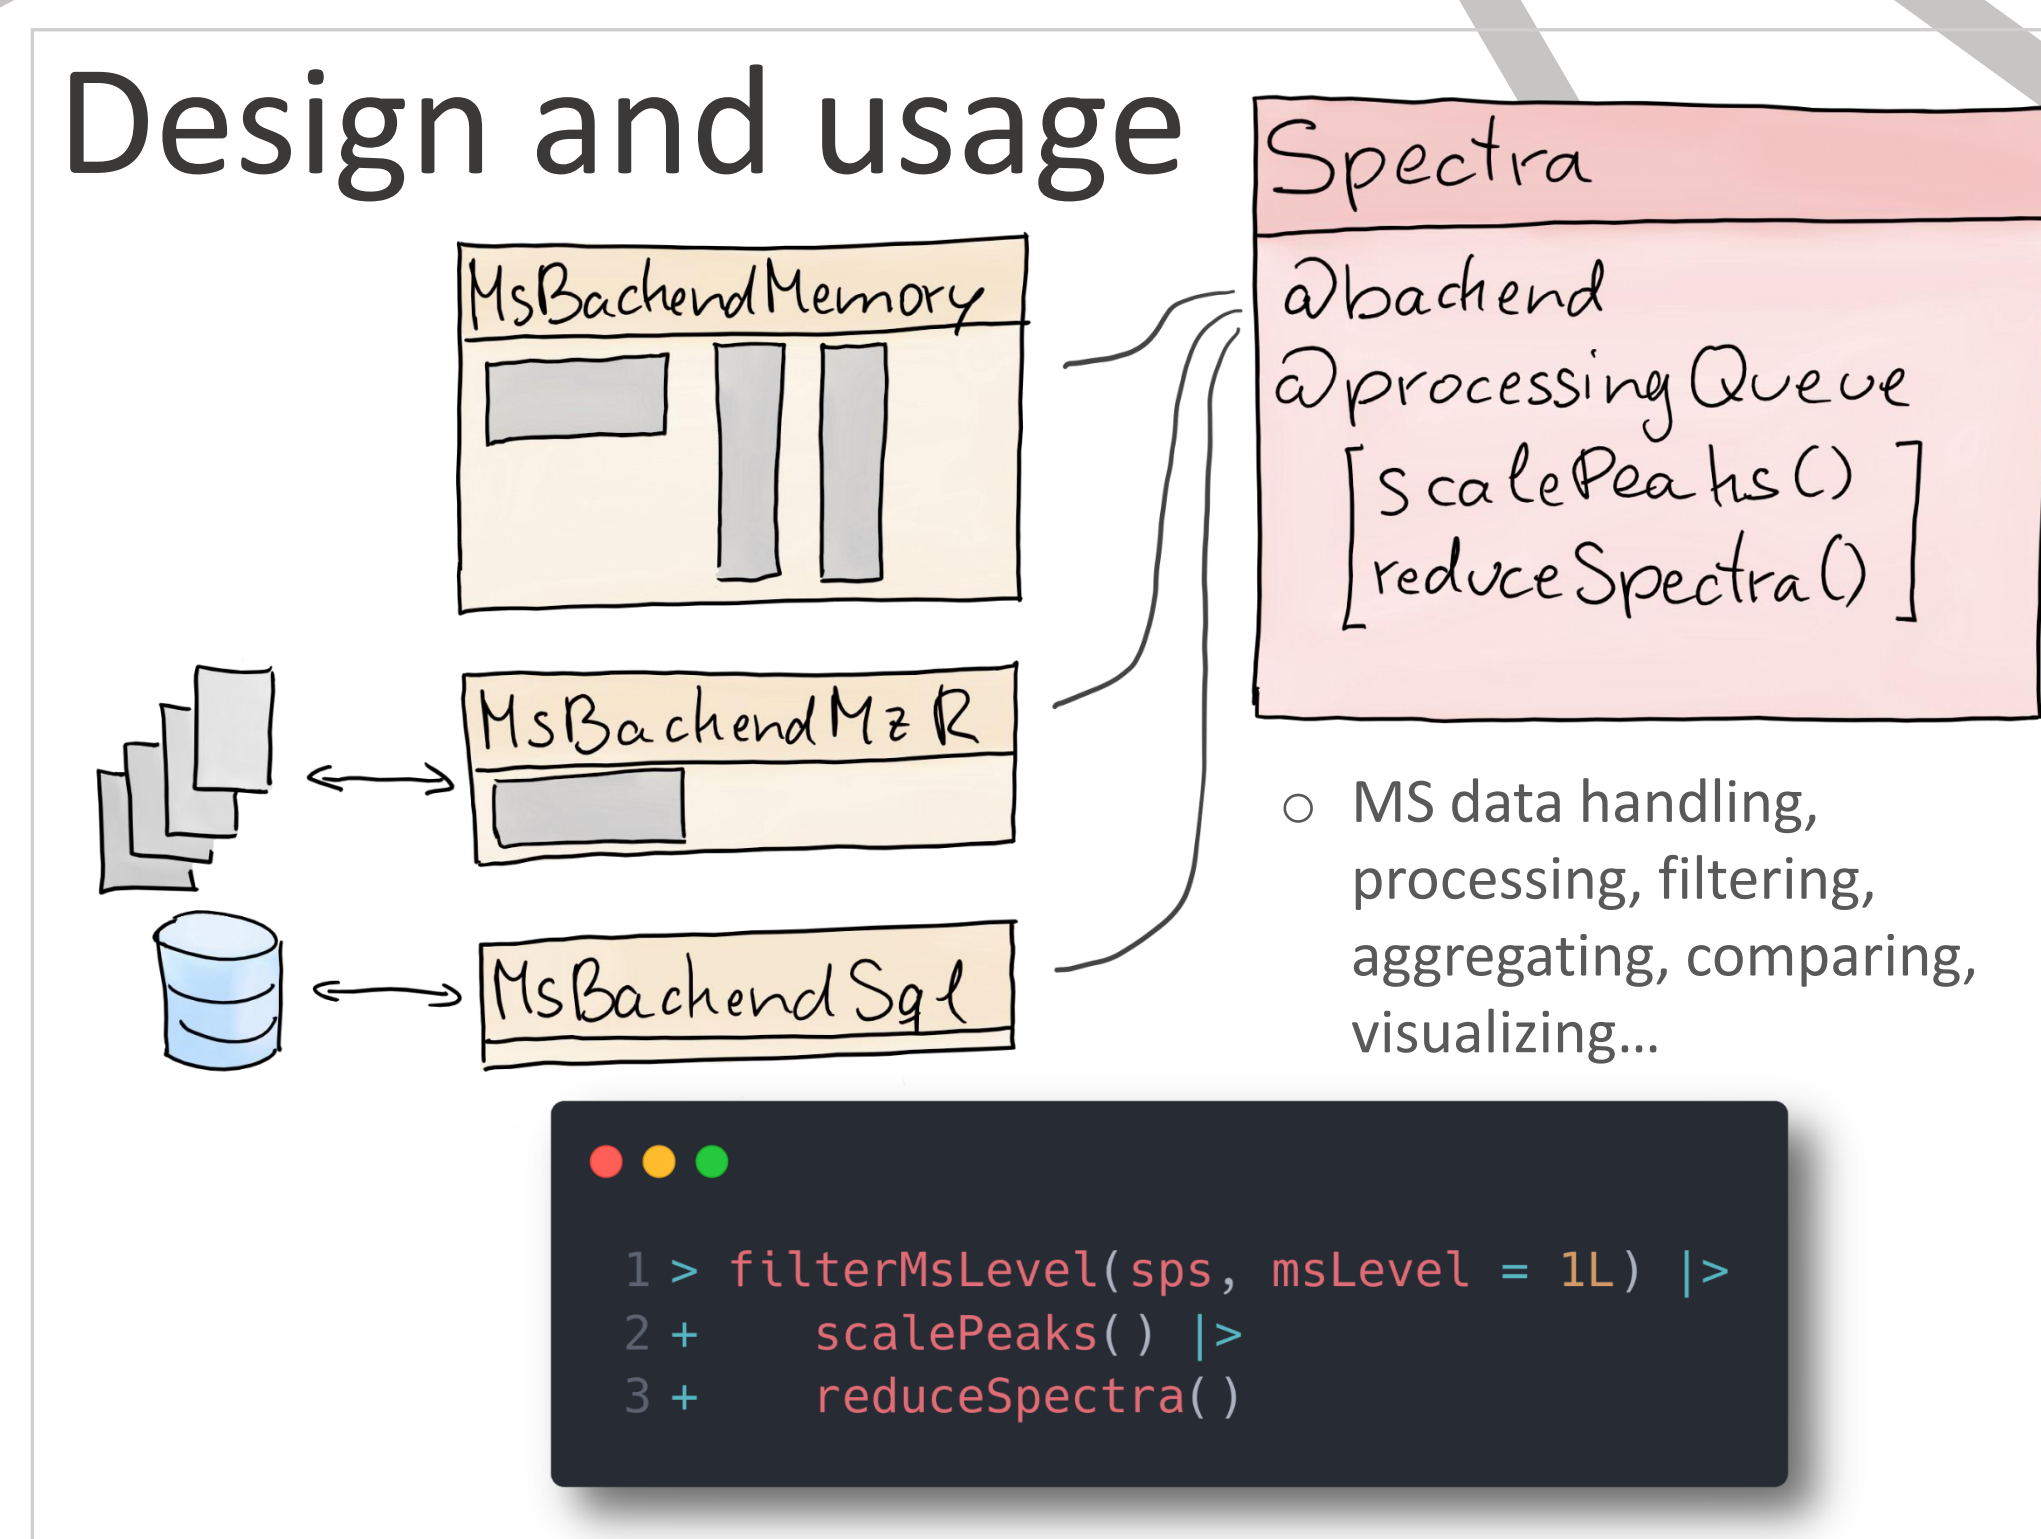 Design and usage
Spectra
@backend
@processingQueue
[scalePeaks()
reduceSpectra()]
MsBackendMemory
MsBackendMzR
MsBackendSql
○ MS data handling,
processing, filtering,
aggregating, comparing,
visualizing...
1 > filterMsLevel(sps, msLevel = 1L) |>
2 +    scalePeaks() |>
3 +    reduceSpectra()